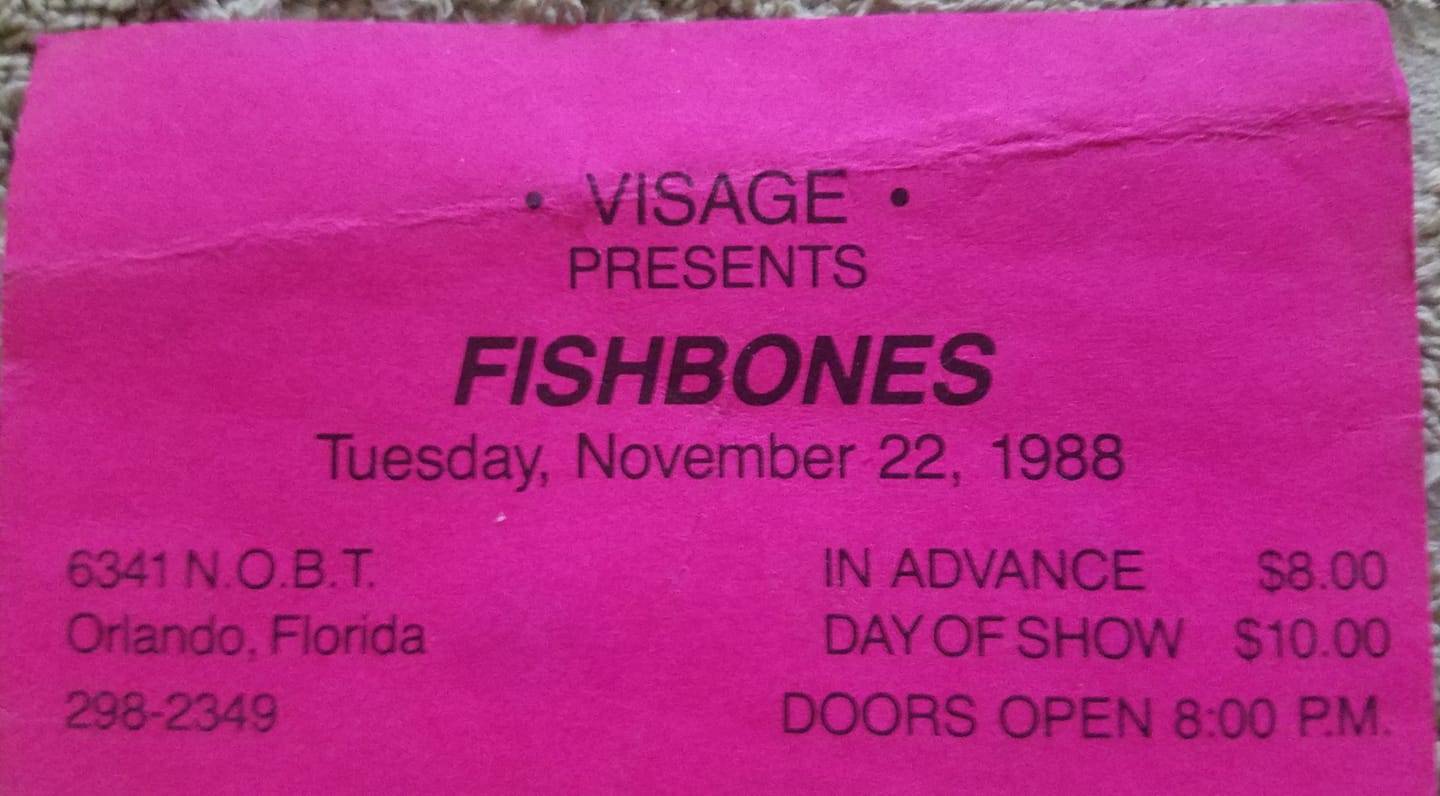 • VISAGE •
PRESENTS
FISHBONES
Tuesday, November 22, 1988
6341 N.O.B.T.
Orlando, Florida
298-2349
IN ADVANCE $8.00
DAY OF SHOW $10.00
DOORS OPEN 8:00 P.M.